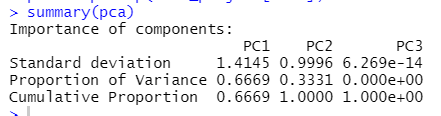 > summary(pca)
Importance of components:
                          PC1    PC2       PC3
Standard deviation     1.4145 0.9996 6.269e-14
Proportion of Variance 0.6669 0.3331 0.000e+00
Cumulative Proportion  0.6669 1.0000 1.000e+00
>